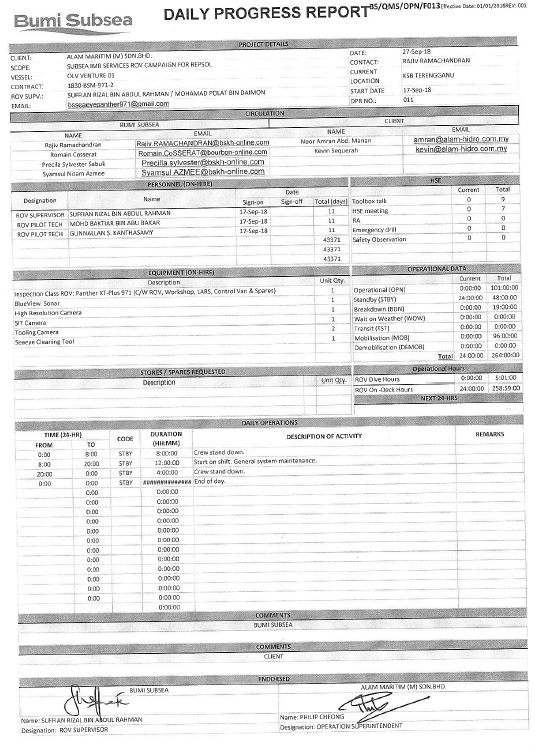 Bumi Subsea
DAILY PROGRESS REPORT
BS/QMS/OPN/F013 Effective Date: 01/01/2016 REV: 001
PROJECT DETAILS
CLIENT: ALAM MARITIM (M) SDN.BHD. DATE: 27-Sep-18
SCOPE: SUBSEA IMR SERVICES ROV CAMPAIGN FOR REPSOL CONTACT: RAJIV RAMACHANDRAN
VESSEL: OLV VENTURE 03 CURRENT LOCATION KSB TERENGGANU
CONTRACT: 1830-BSM-971-2 START DATE 17-Sep-18
ROV SUPV.: SUFFIAN RIZAL BIN ABDUL RAHMAN / MOHAMAD POLAT BIN DAIMON DPR NO.: 011
EMAIL: bsseaeyepanther971@gmail.com
CIRCULATION
BUMI SUBSEA CLIENT
NAME EMAIL NAME EMAIL
Rajiv Ramachandran Rajiv.RAMACHANDRAN@bskh-online.com Noor Amran Abd. Manan amran@alam-hidro.com.my
Romain Cosserat Romain.CoSSERAT@bourbon-online.com Kevin Sequerah kevin@alam-hidro.com.my
Precilla Sylvester Sabuk Precilla.sylvester@bskh-online.com
Syamsul Nizam Azmee Syamsul.AZMEE@bskh-online.com
PERSONNEL (ON-HIRE) HSE
Designation Name Date Current Total
Sign-on Sign-off Total (days) Toolbox talk 0 9
ROV SUPERVISOR SUFFIAN RIZAL BIN ABDUL RAHMAN 17-Sep-18 11 HSE meeting 0 7
ROV PILOT TECH MOHD BAKTIAR BIN ABU BAKAR 17-Sep-18 11 RA 0 0
ROV PILOT TECH GUNNALLAN S. KANTHASAMY 17-Sep-18 11 Emergency drill 0 0
43371 Safety Observation 0 0
43371
43371
EQUIPMENT (ON-HIRE) OPERATIONAL DATA
Description Unit Qty. Current Total
Inspection Class ROV: Panther XT-Plus 971 (C/W ROV, Workshop, LARS, Control Van & Spares) 1 Operational (OPN) 0:00:00 101:00:00
BlueView Sonar 1 Standby (STBY) 24:00:00 48:00:00
High Resolution Camera 1 Breakdown (BDN) 0:00:00 19:00:00
SIT Camera 1 Wait on Weather (WOW) 0:00:00 0:00:00
Tooling Camera 2 Transit (TST) 0:00:00 0:00:00
Seaeye Cleaning Tool 1 Mobilisation (MOB) 0:00:00 96:00:00
Demobilisation (DEMOB) 0:00:00 0:00:00
Total 24:00:00 264:00:00
STORES / SPARES REQUESTED Operational Hours
Description Unit Qty. ROV Dive Hours 0:00:00 5:01:00
ROV On -Deck Hours 24:00:00 258:59:00
NEXT 24-HRS
DAILY OPERATIONS
TIME (24-HR) CODE DURATION (HH:MM) DESCRIPTION OF ACTIVITY REMARKS
FROM TO
0:00 8:00 STBY 8:00:00 Crew stand down.
8:00 20:00 STBY 12:00:00 Start on shift. General system maintenance.
20:00 0:00 STBY 4:00:00 Crew stand down.
0:00 0:00 STBY ############## End of day.
0:00 0:00:00
0:00 0:00:00
0:00 0:00:00
0:00 0:00:00
0:00 0:00:00
0:00 0:00:00
0:00 0:00:00
0:00 0:00:00
0:00 0:00:00
0:00 0:00:00
0:00 0:00:00
0:00 0:00:00
0:00:00
COMMENTS
BUMI SUBSEA
COMMENTS
CLIENT
ENDORSED
BUMI SUBSEA ALAM MARITIM (M) SDN.BHD.
Name: SUFFIAN RIZAL BIN ABDUL RAHMAN Name: PHILIP CHEONG
Designation: ROV SUPERVISOR Designation: OPERATION SUPERINTENDENT